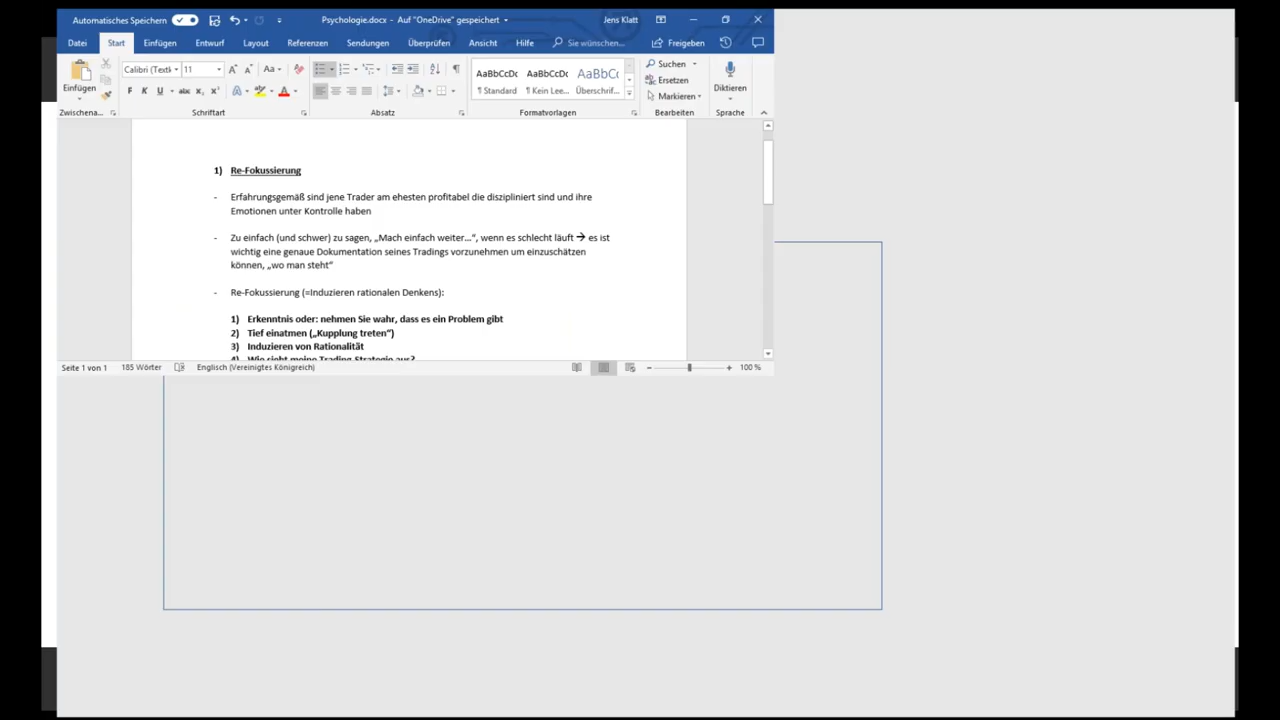 Automatisches Speichern
Psychologie.docx - Auf "OneDrive" gespeichert
Jens Klatt
Datei Start Einfügen Entwurf Layout Referenzen Sendungen Überprüfen Ansicht Hilfe Sie wünschen... Freigeben
Einfügen
Calibri (Textk 11
Aa
F K U abc x₂ x² A A
AaBbCcDc AaBbCcDc AaBbCc
¶ Standard ¶ Kein Lee... Überschrif...
Suchen
Ersetzen
Markieren
Diktieren
Zwischena... Schriftart Absatz Formatvorlagen Bearbeiten Sprache
1) Re-Fokussierung
- Erfahrungsgemäß sind jene Trader am ehesten profitabel die diszipliniert sind und ihre
Emotionen unter Kontrolle haben
- Zu einfach (und schwer) zu sagen, „Mach einfach weiter...“, wenn es schlecht läuft → es ist
wichtig eine genaue Dokumentation seines Tradings vorzunehmen um einzuschätzen
können, „wo man steht“
- Re-Fokussierung (=Induzieren rationalen Denkens):
1) Erkenntnis oder: nehmen Sie wahr, dass es ein Problem gibt
2) Tief einatmen („Kupplung treten“)
3) Induzieren von Rationalität
4) Wie sieht meine Trading-Strategie aus?
Seite 1 von 1 185 Wörter Englisch (Vereinigtes Königreich) 100 %